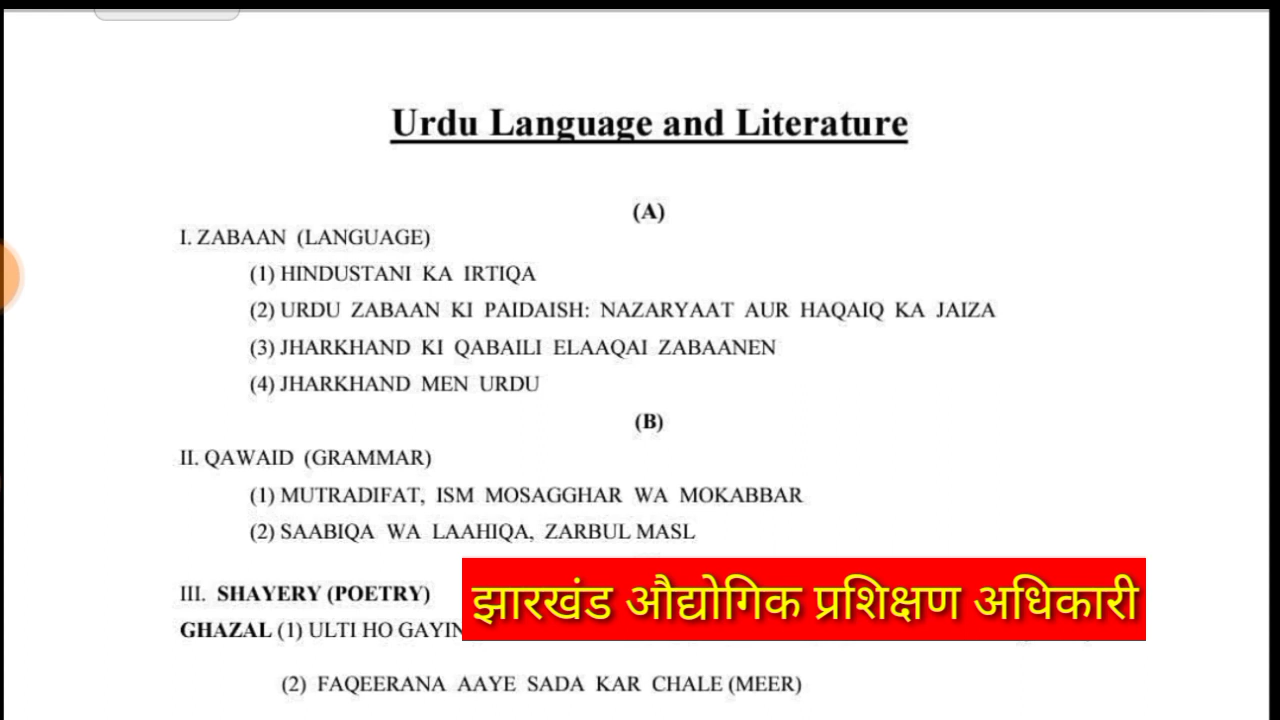 Urdu Language and Literature
(A)
I. ZABAAN (LANGUAGE)
(1) HINDUSTANI KA IRTIQA
(2) URDU ZABAAN KI PAIDAISH: NAZARYAAT AUR HAQAIQ KA JAIZA
(3) JHARKHAND KI QABAILI ELAAQAI ZABAANEN
(4) JHARKHAND MEN URDU
(B)
II. QAWAID (GRAMMAR)
(1) MUTRADIFAT, ISM MOSAGGHAR WA MOKABBAR
(2) SAABIQA WA LAAHIQA, ZARBUL MASL
III. SHAYERY (POETRY)
झारखंड औद्योगिक प्रशिक्षण अधिकारी
GHAZAL (1) ULTI HO
(2) FAQEERANA AAYE SADA KAR CHALE (MEER)